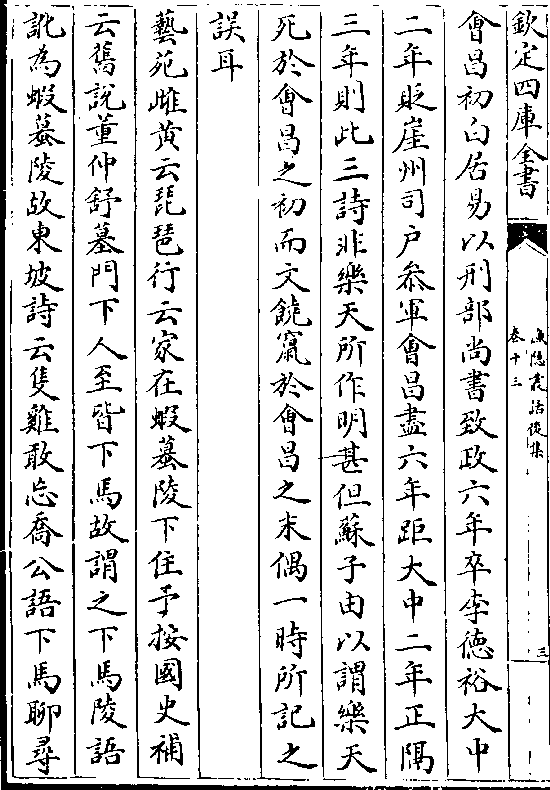 欽定四庫全書
漁隱叢話後集
卷十三
三
會昌初白居易以刑部尚書致政六年卒李徳裕大中
二年貶崖州司户叅軍會昌盡六年距大中二年正隔
三年則此三詩非樂天所作明甚但蘇子由以謂樂天
死於會昌之初而文饒竄於會昌之末偶一時所記之
誤耳
藝苑雌黄云琵琶行云家在蝦蟇陵下住予按國史補
云舊說董仲舒墓門下人至皆下馬故謂之下馬陵語
訛為蝦蟇陵故東坡詩云隻雞敢忘喬公語下馬聊尋